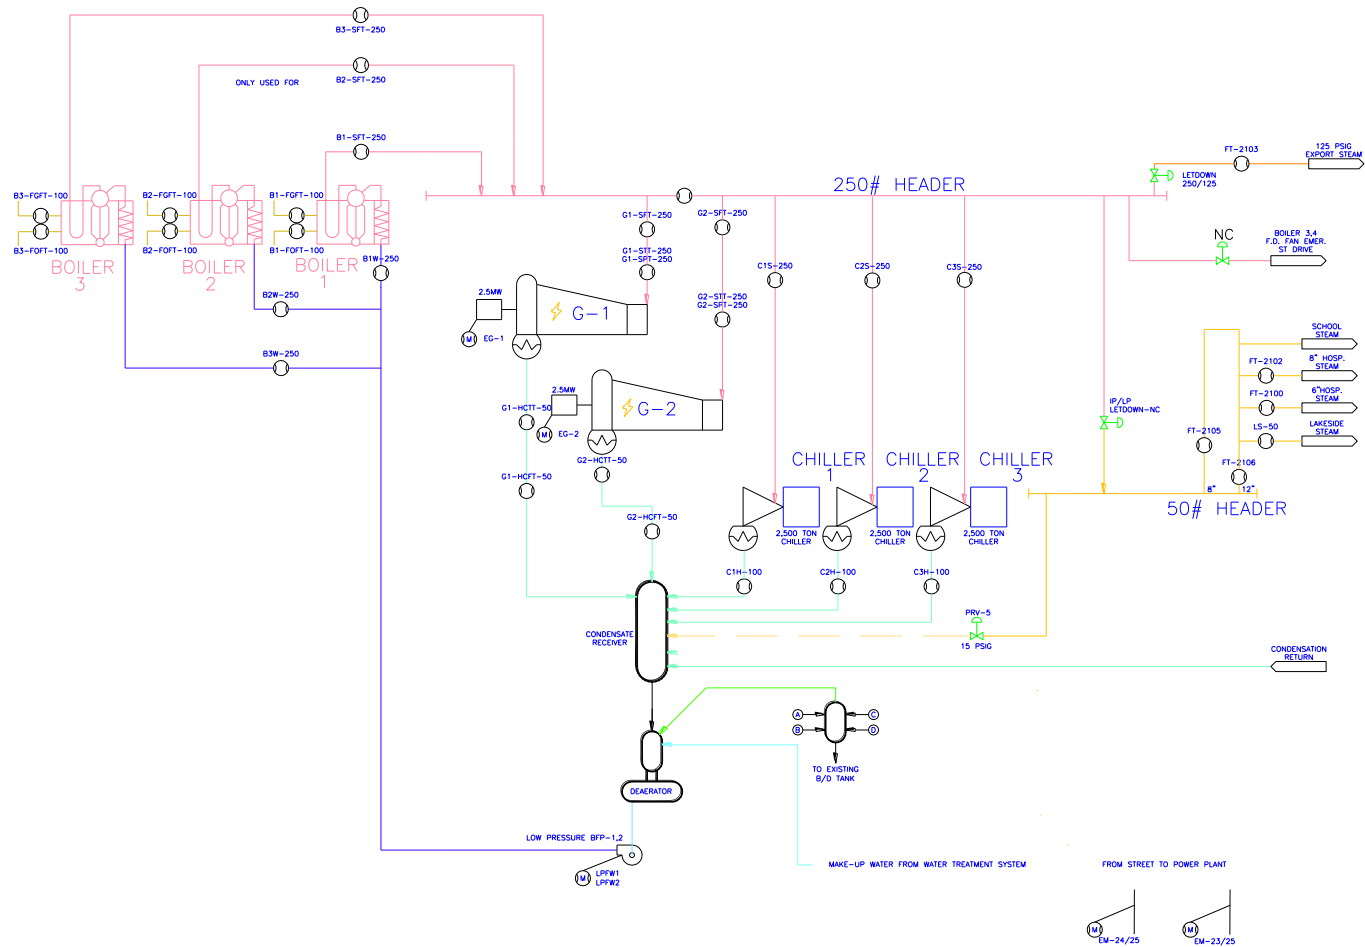 B3-SFT-250
B2-SFT-250
ONLY USED FOR
B1-SFT-250
FT-2103
125 PSIG
EXPORT STEAM
LETDOWN
250/125
250# HEADER
B3-FGFT-100
B2-FGFT-100
B1-FGFT-100
B3-FOFT-100
B2-FOFT-100
B1-FOFT-100
BOILER
3
BOILER
2
BOILER
1
B1W-250
B2W-250
B3W-250
G1-SFT-250
G2-SFT-250
G1-STT-250
G1-SPT-250
C1S-250
C2S-250
C3S-250
NC
BOILER 3,4
F.D. FAN EMER.
ST DRIVE
2.5MW
G-1
M
EG-1
G2-STT-250
G2-SPT-250
2.5MW
G-2
M
EG-2
G1-HCTT-50
G2-HCTT-50
G1-HCFT-50
G2-HCFT-50
SCHOOL
STEAM
FT-2102
8" HOSP.
STEAM
FT-2100
6"HOSP.
STEAM
LS-50
LAKESIDE
STEAM
IP/LP
LETDOWN-NC
FT-2105
FT-2106
8"
12"
50# HEADER
CHILLER
1
CHILLER
2
CHILLER
3
2,500 TON
CHILLER
2,500 TON
CHILLER
2,500 TON
CHILLER
C1H-100
C2H-100
C3H-100
PRV-5
15 PSIG
CONDENSATE
RECEIVER
CONDENSATION
RETURN
A
B
C
D
TO EXISTING
B/D TANK
DEAERATOR
LOW PRESSURE BFP-1,2
M
LPFW1
LPFW2
MAKE-UP WATER FROM WATER TREATMENT SYSTEM
FROM STREET TO POWER PLANT
M
EM-24/25
M
EM-23/25